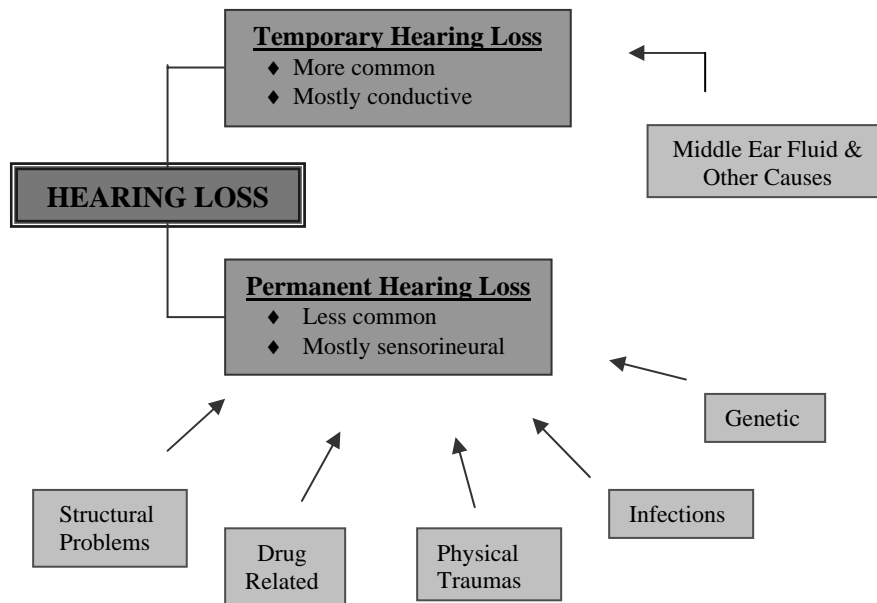 Temporary Hearing Loss
♦ More common
♦ Mostly conductive
Middle Ear Fluid &
Other Causes
HEARING LOSS
Permanent Hearing Loss
♦ Less common
♦ Mostly sensorineural
Genetic
Structural
Problems
Drug
Related
Physical
Traumas
Infections